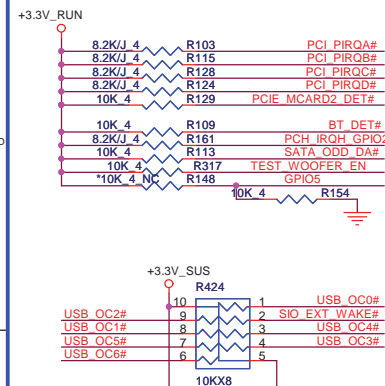 +3.3V_RUN
8.2K/J_4 R103 PCI_PIRQA#
8.2K/J_4 R115 PCI_PIRQB#
8.2K/J_4 R128 PCI_PIRQC#
8.2K/J_4 R124 PCI_PIRQD#
10K_4 R129 PCIE_MCARD2_DET#
10K_4 R109 BT_DET#
8.2K/J_4 R161 PCH_IRQH_GPIO2
10K_4 R113 SATA_ODD_DA#
10K_4 R317 TEST_WOOFER_EN
*10K_4_NC R148 GPIO5
10K_4 R154
+3.3V_SUS
R424
10 1 USB_OC0#
USB_OC2# 9 2 SIO_EXT_WAKE#
USB_OC1# 8 3 USB_OC4#
USB_OC5# 7 4 USB_OC3#
USB_OC6# 6 5
10KX8